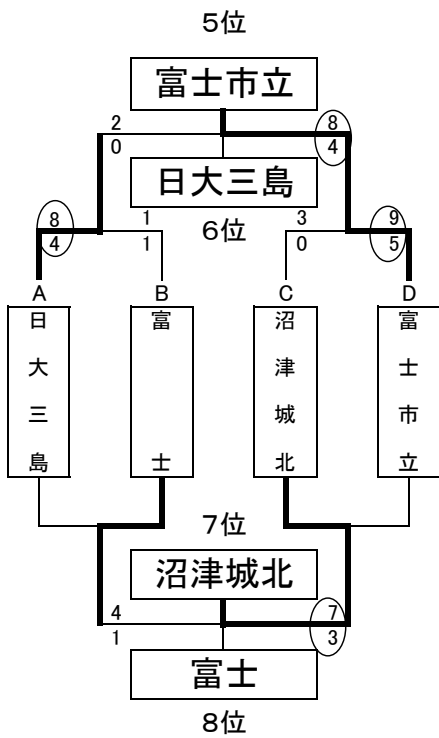 5位
富士市立
2 8
0 4
日大三島
6位
8 1 3 9
4 1 0 5
A B C D
日大三島
富士
沼津城北
富士市立
7位
沼津城北
4 7
1 3
富士
8位